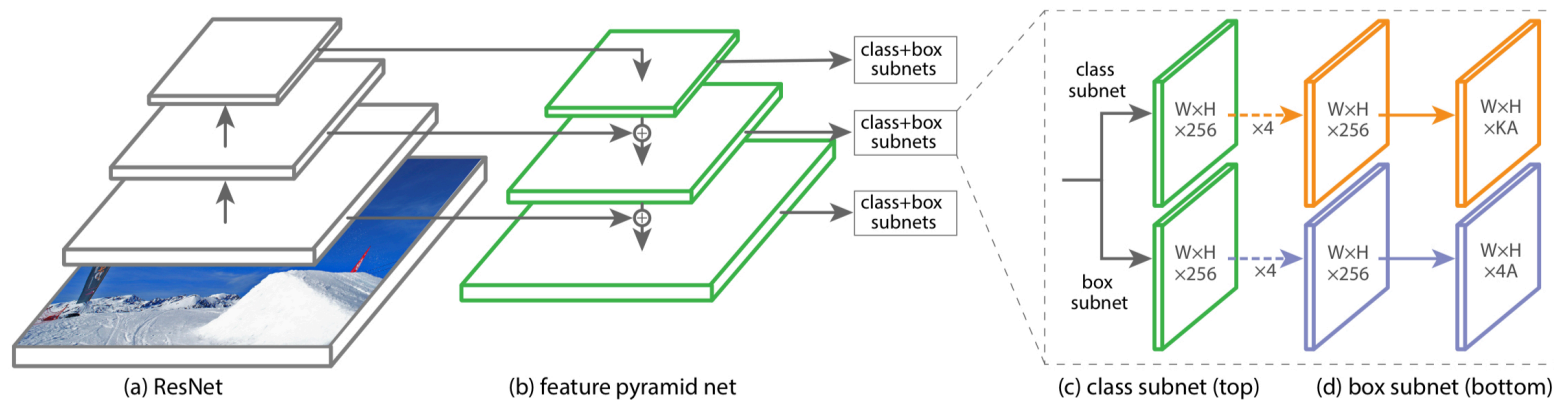 class+box
subnets
class+box
subnets
class+box
subnets
class
subnet
W×H
×256
×4
W×H
×256
W×H
×KA
box
subnet
W×H
×256
×4
W×H
×256
W×H
×4A
(a) ResNet
(b) feature pyramid net
(c) class subnet (top)
(d) box subnet (bottom)